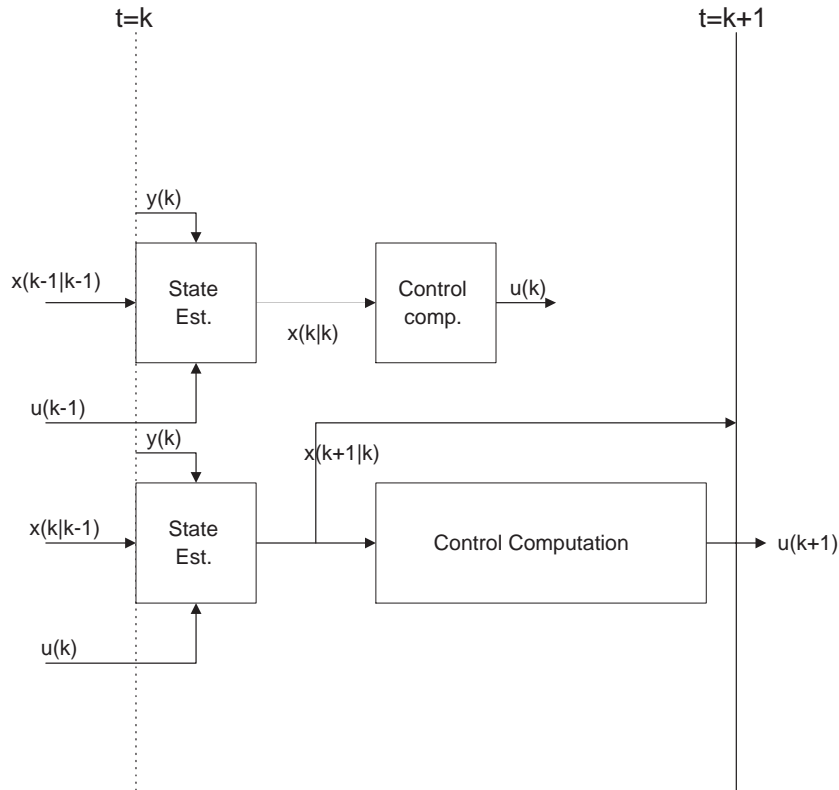 t=k
t=k+1
y(k)
x(k-1|k-1)
State
Est.
x(k|k)
Control
comp.
u(k)
u(k-1)
y(k)
x(k+1|k)
x(k|k-1)
State
Est.
Control Computation
u(k+1)
u(k)